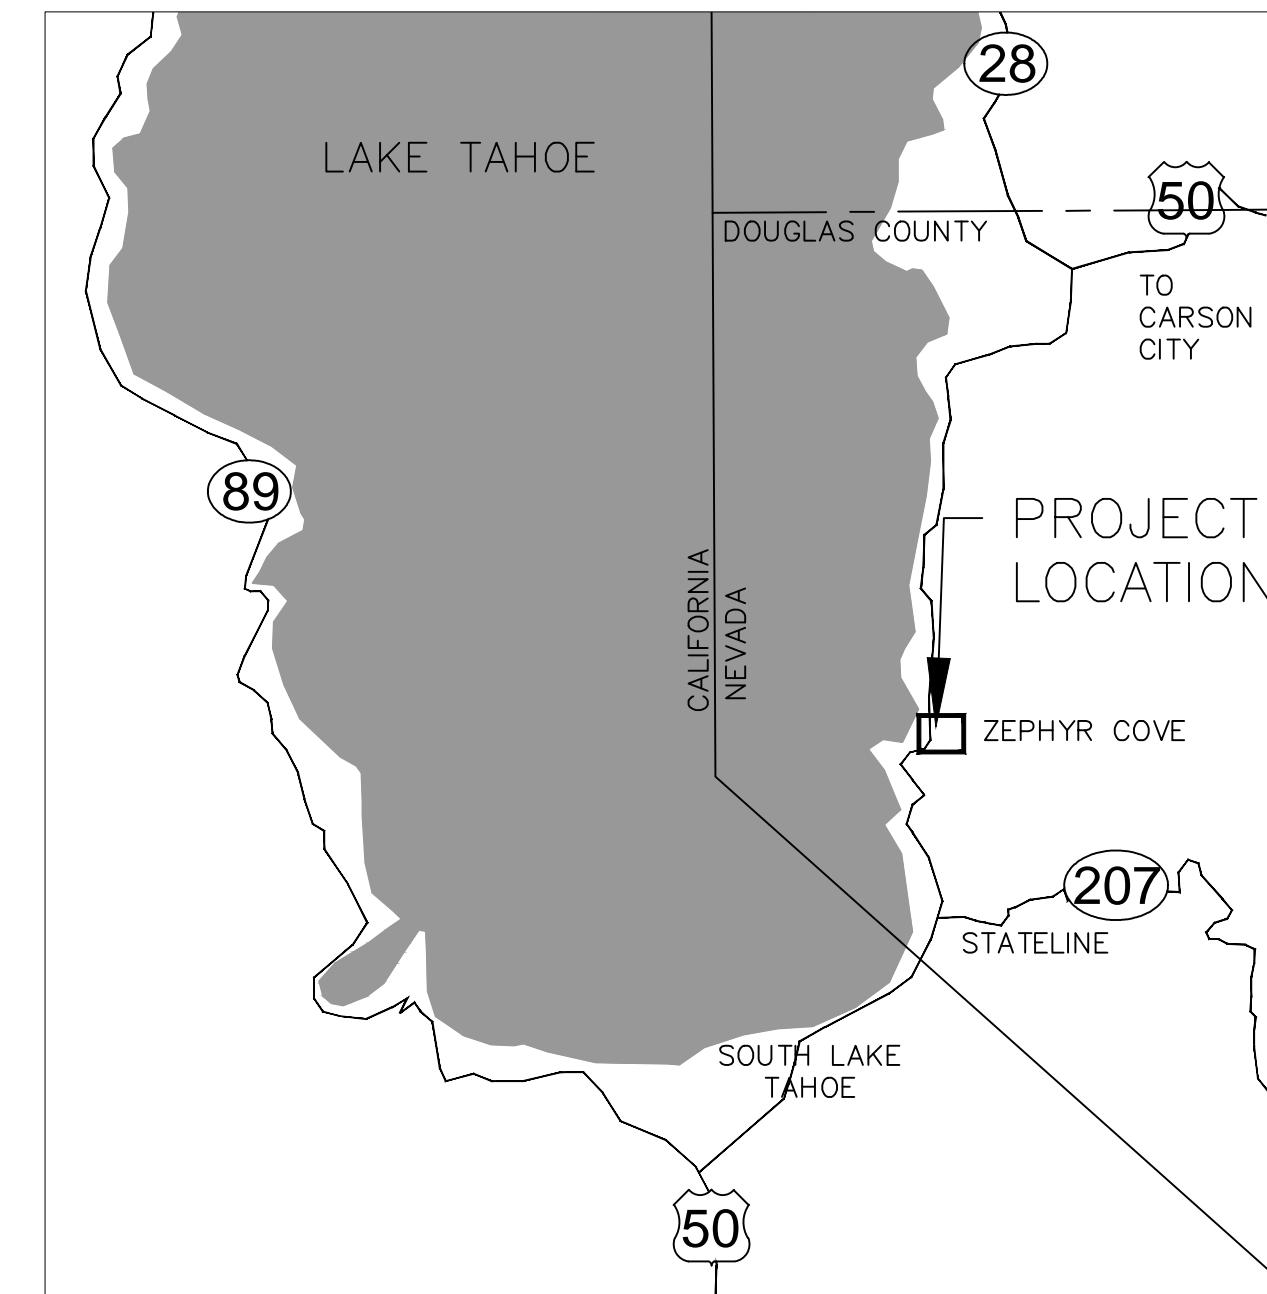 28
LAKE TAHOE
50
DOUGLAS COUNTY
TO
CARSON
CITY
89
PROJECT
LOCATION
CALIFORNIA
NEVADA
ZEPHYR COVE
207
STATELINE
SOUTH LAKE
TAHOE
50